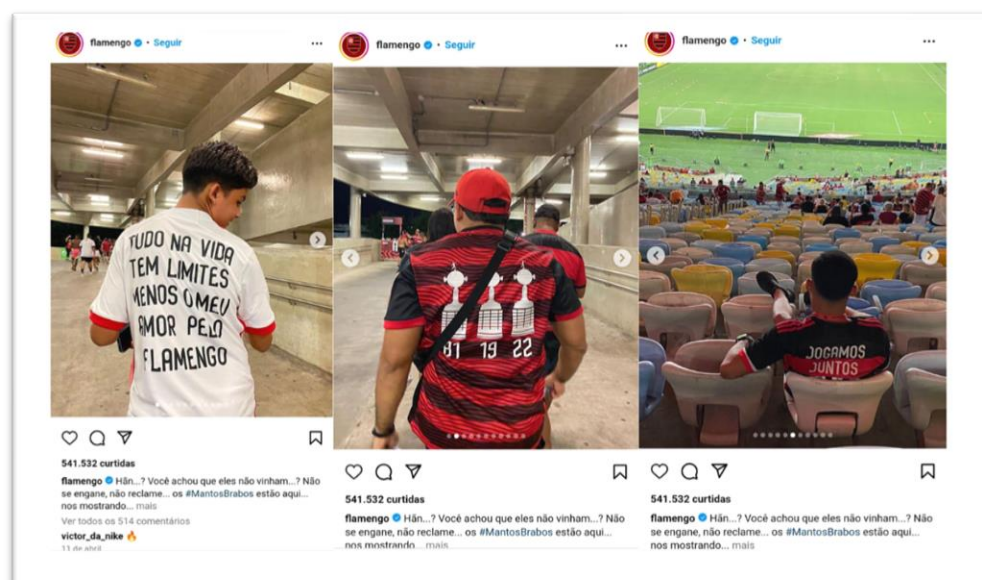 flamengo • Seguir
TUDO NA VIDA
TEM LIMITES
MENOS O MEU
AMOR PELO
FLAMENGO
541.532 curtidas
flamengo Hãn...? Você achou que eles não vinham...? Não
se engane, não reclame... os #MantosBrabos estão aqui...
nos mostrando... mais
Ver todos os 514 comentários
victor_da_nike 🔥
11 de abril
flamengo • Seguir
81 19 22
541.532 curtidas
flamengo Hãn...? Você achou que eles não vinham...? Não
se engane, não reclame... os #MantosBrabos estão aqui...
nos mostrando... mais
flamengo • Seguir
JOGAMOS
JUNTOS
541.532 curtidas
flamengo Hãn...? Você achou que eles não vinham...? Não
se engane, não reclame... os #MantosBrabos estão aqui...
nos mostrando... mais